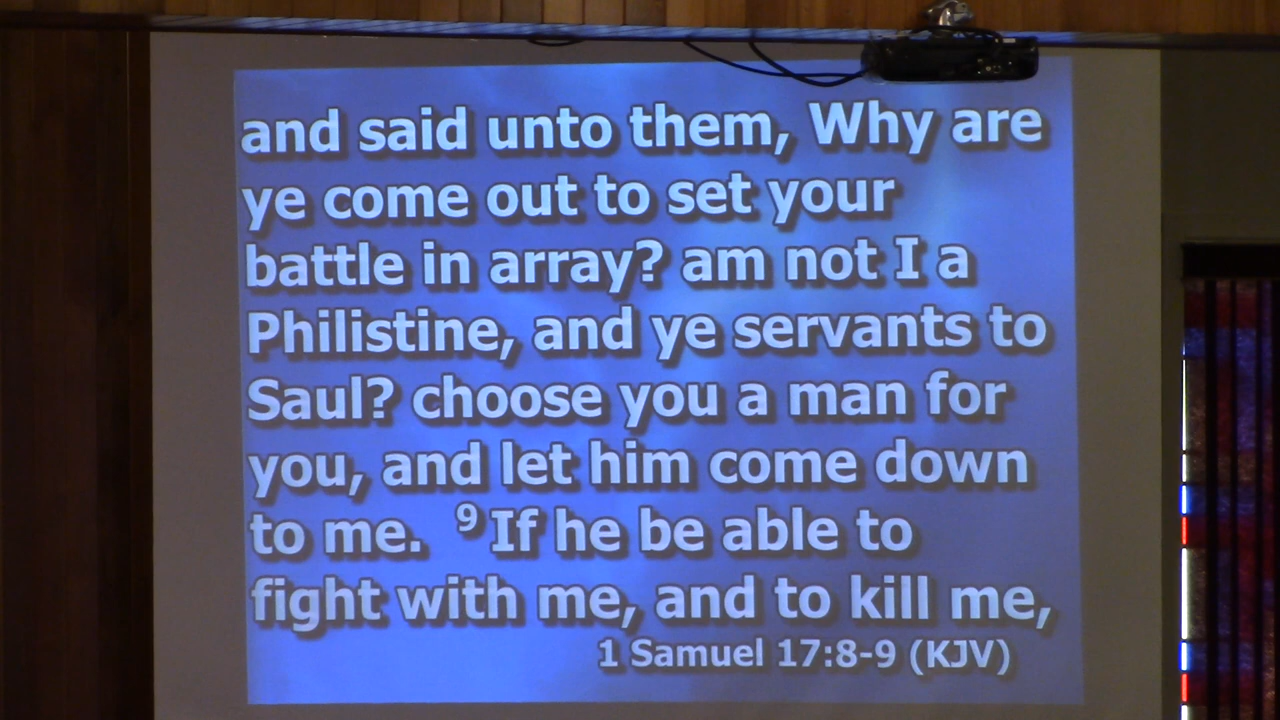 and said unto them, Why are
ye come out to set your
battle in array? am not I a
Philistine, and ye servants to
Saul? choose you a man for
you, and let him come down
to me. 9 If he be able to
fight with me, and to kill me,
1 Samuel 17:8-9 (KJV)